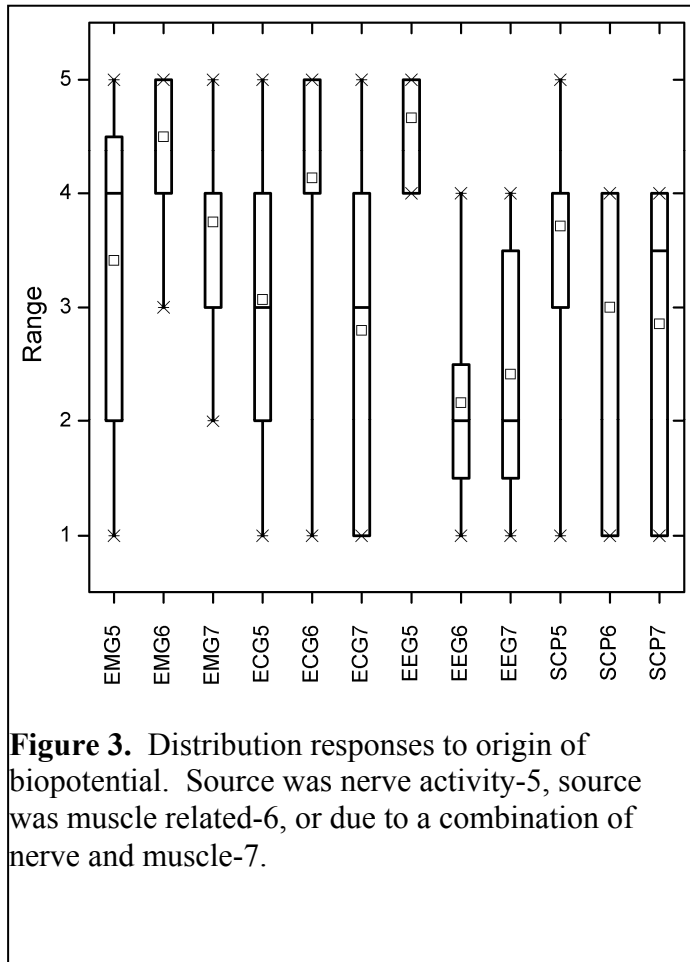 5
4
3
2
1
Range
EMG5
EMG6
EMG7
ECG5
ECG6
ECG7
EEG5
EEG6
EEG7
SCP5
SCP6
SCP7
Figure 3. Distribution responses to origin of
biopotential. Source was nerve activity-5, source
was muscle related-6, or due to a combination of
nerve and muscle-7.